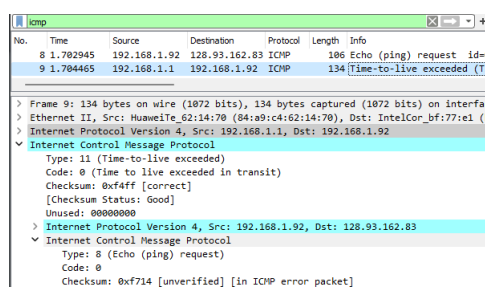 icmp
No. Time Source Destination Protocol Length Info
8 1.702945 192.168.1.92 128.93.162.83 ICMP 106 Echo (ping) request id=
9 1.704465 192.168.1.1 192.168.1.92 ICMP 134 Time-to-live exceeded (T
> Frame 9: 134 bytes on wire (1072 bits), 134 bytes captured (1072 bits) on interfa
> Ethernet II, Src: HuaweiTe_62:14:70 (84:a9:c4:62:14:70), Dst: IntelCor_bf:77:e1 (
> Internet Protocol Version 4, Src: 192.168.1.1, Dst: 192.168.1.92
Internet Control Message Protocol
Type: 11 (Time-to-live exceeded)
Code: 0 (Time to live exceeded in transit)
Checksum: 0xf4ff [correct]
[Checksum Status: Good]
Unused: 00000000
> Internet Protocol Version 4, Src: 192.168.1.92, Dst: 128.93.162.83
Internet Control Message Protocol
Type: 8 (Echo (ping) request)
Code: 0
Checksum: 0xf714 [unverified] [in ICMP error packet]